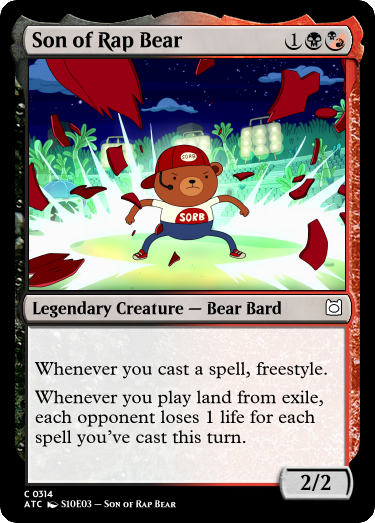 Son of Rap Bear 1
SORB
SORB
Legendary Creature — Bear Bard
Whenever you cast a spell, freestyle.
Whenever you play land from exile,
each opponent loses 1 life for each
spell you've cast this turn.
2/2
C 0314
ATC S10E03 — Son of Rap Bear